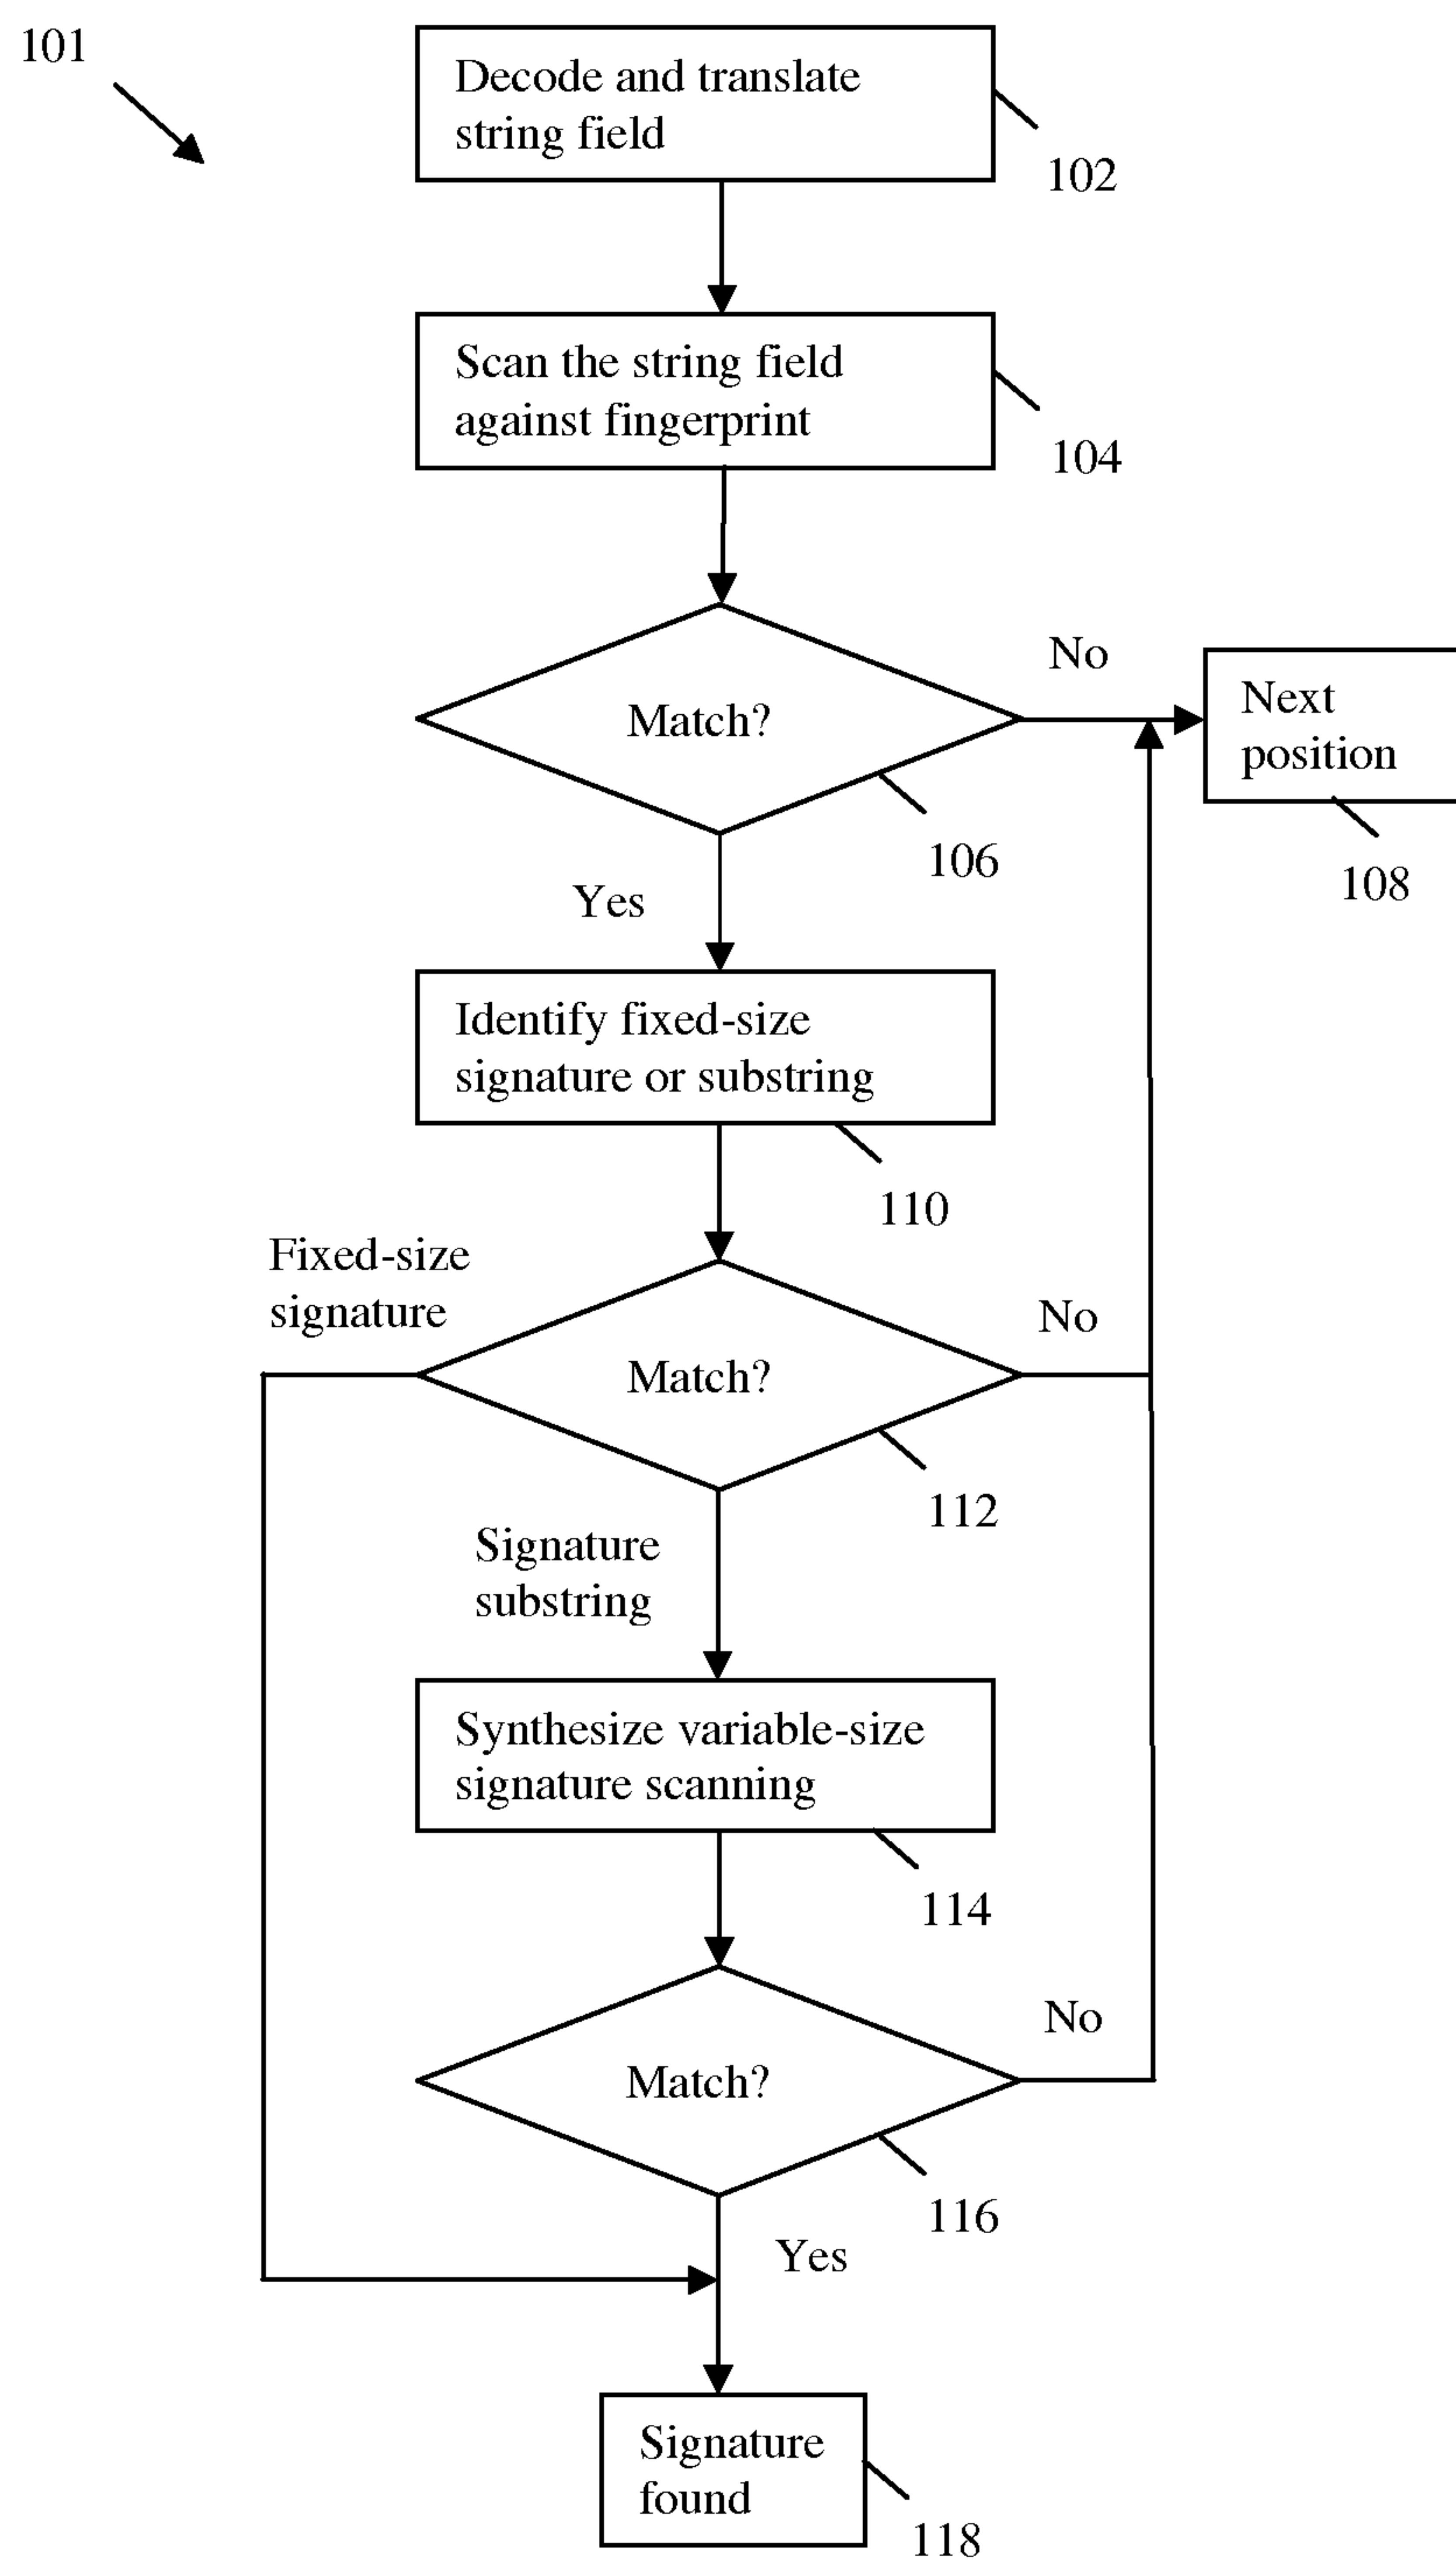 101
Decode and translate
string field
102
Scan the string field
against fingerprint
104
Match?
No
Next
position
106
108
Yes
Identify fixed-size
signature or substring
110
Fixed-size
signature
Match?
No
112
Signature
substring
Synthesize variable-size
signature scanning
114
Match?
No
116
Yes
Signature
found
118